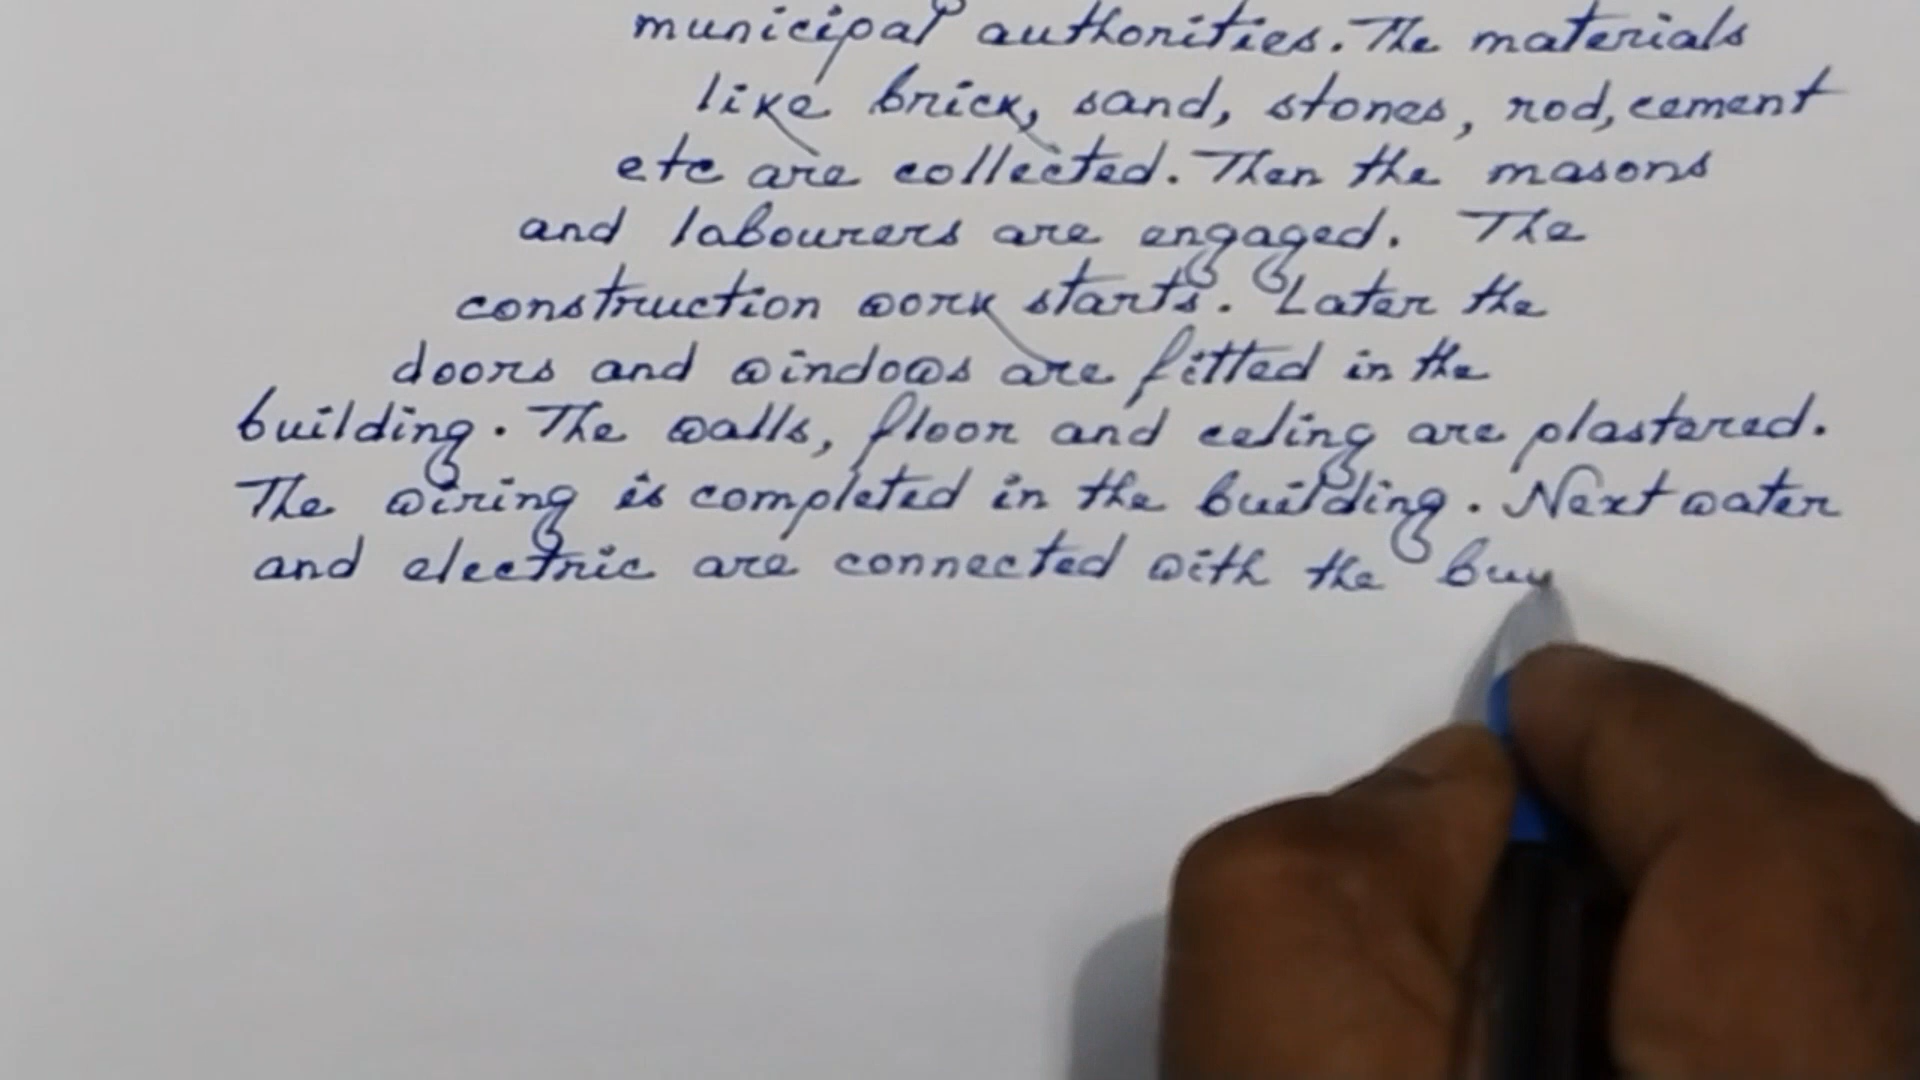 municipal authorities. The materials
like brick, sand, stones, rod, cement
etc are collected. Then the masons
and labourers are engaged. The
construction work starts. Later the
doors and windows are fitted in the
building. The walls, floor and celing are plastered.
The wiring is completed in the building. Next water
and electric are connected with the bui